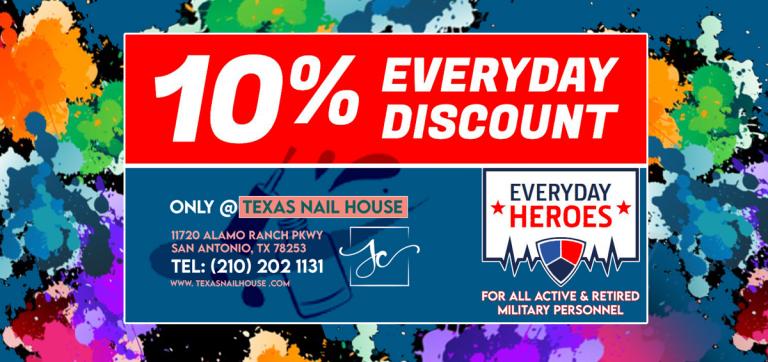 10% EVERYDAY
DISCOUNT
ONLY @ TEXAS NAIL HOUSE
11720 ALAMO RANCH PKWY
SAN ANTONIO, TX 78253
TEL: (210) 202 1131
WWW. TEXASNAILHOUSE .COM
JC
EVERYDAY
HEROES
FOR ALL ACTIVE & RETIRED
MILITARY PERSONNEL